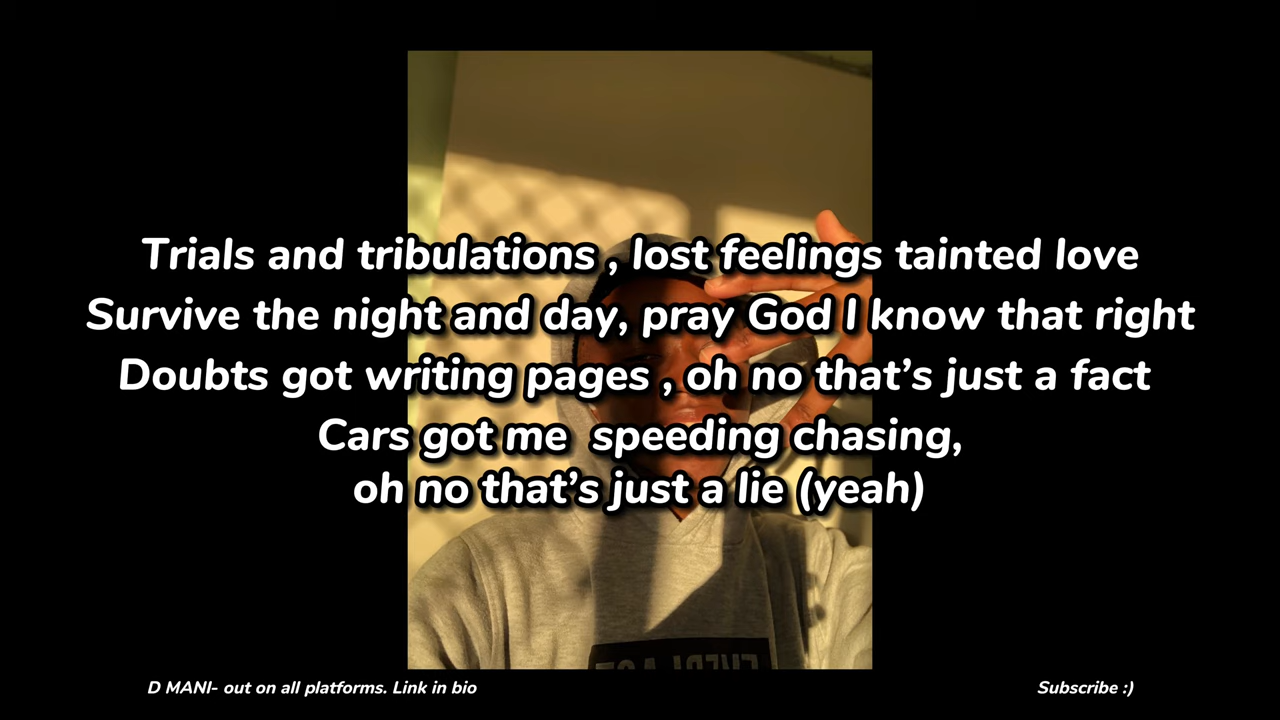 Trials and tribulations , lost feelings tainted love
Survive the night and day, pray God I know that right
Doubts got writing pages , oh no that’s just a fact
Cars got me  speeding chasing,
oh no that’s just a lie (yeah)
D MANI- out on all platforms. Link in bio
Subscribe :)